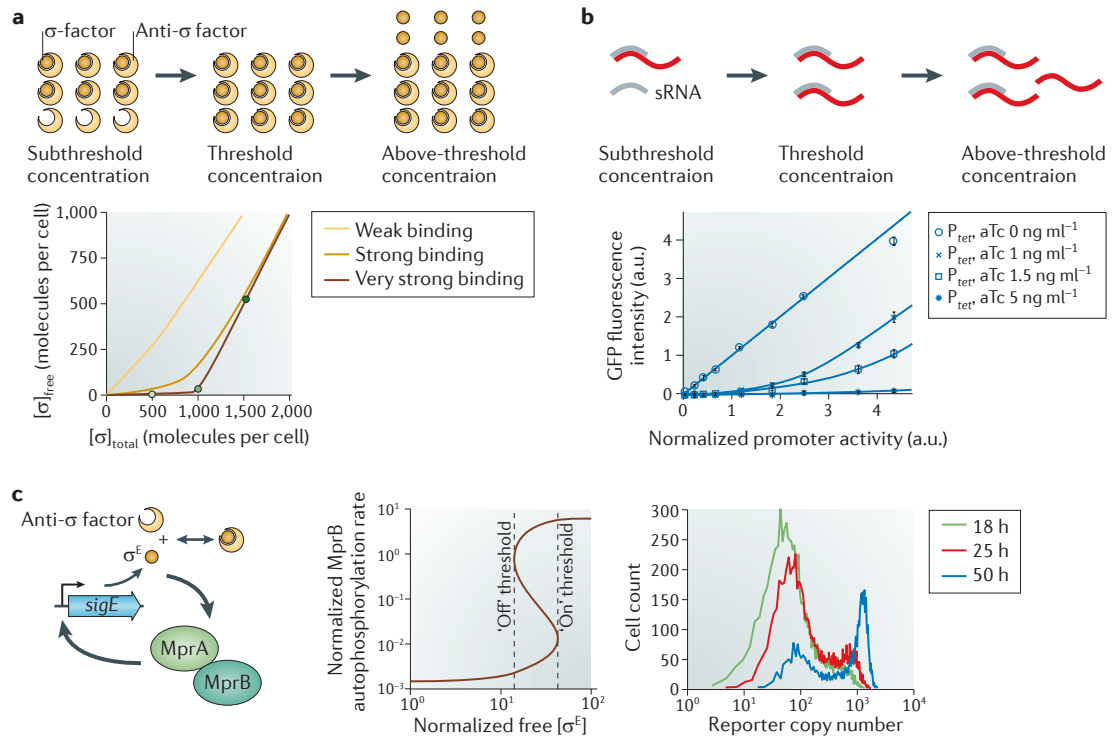 a
σ-factor
Anti-σ factor
Subthreshold
concentration
Threshold
concentraion
Above-threshold
concentraion
1,000
750
500
250
0
0
500
1,000
1,500
2,000
[σ]free (molecules per cell)
[σ]total (molecules per cell)
Weak binding
Strong binding
Very strong binding
b
sRNA
Subthreshold
concentraion
Threshold
concentraion
Above-threshold
concentraion
4
3
2
1
0
0
1
2
3
4
GFP fluorescence
intensity (a.u.)
Normalized promoter activity (a.u.)
Ptet, aTc 0 ng ml–1
Ptet, aTc 1 ng ml–1
Ptet, aTc 1.5 ng ml–1
Ptet, aTc 5 ng ml–1
c
Anti-σ factor
+
σE
sigE
MprA
MprB
Normalized MprB
autophosphorylation rate
101
100
10–1
10–2
10–3
100
101
102
'Off' threshold
'On' threshold
Normalized free [σE]
Cell count
300
250
200
150
100
50
0
100
101
102
103
104
Reporter copy number
18 h
25 h
50 h